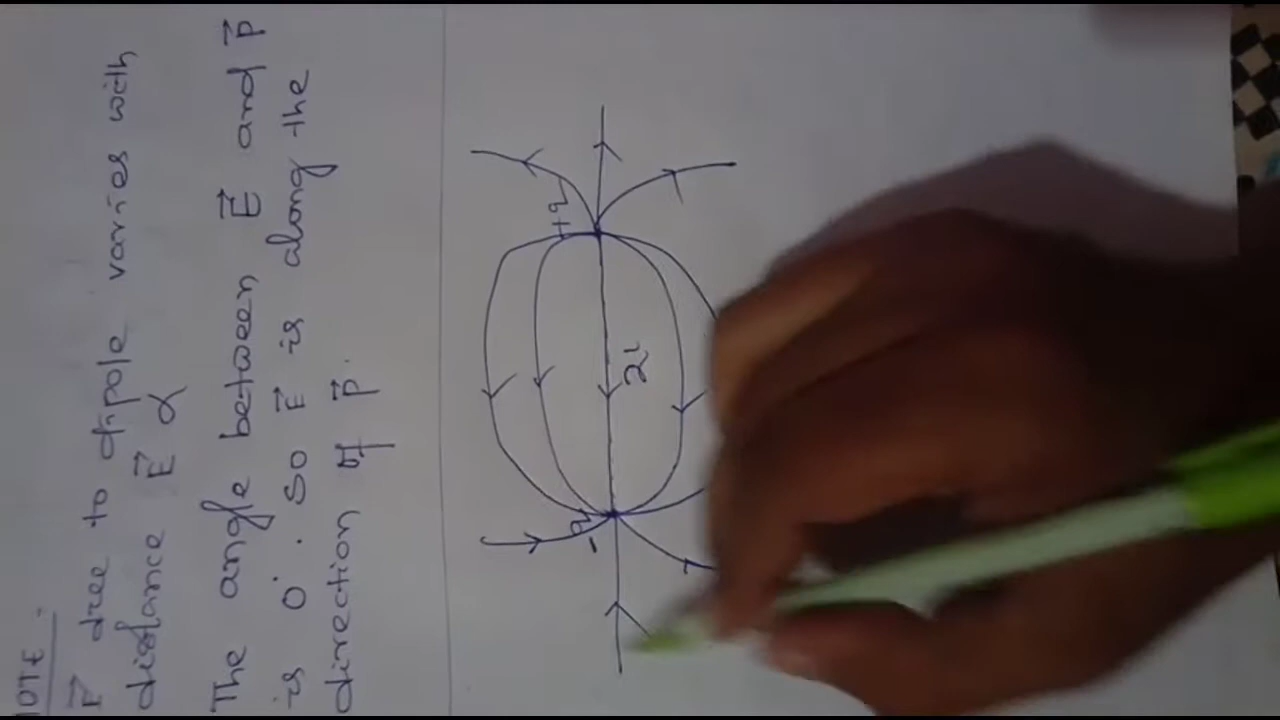 NOTE:
E⃗ due to dipole varies with
distance E⃗ α
The angle between E⃗ and P⃗
is 0°. so E⃗ is along the
direction of P⃗.
-q
2l
+q